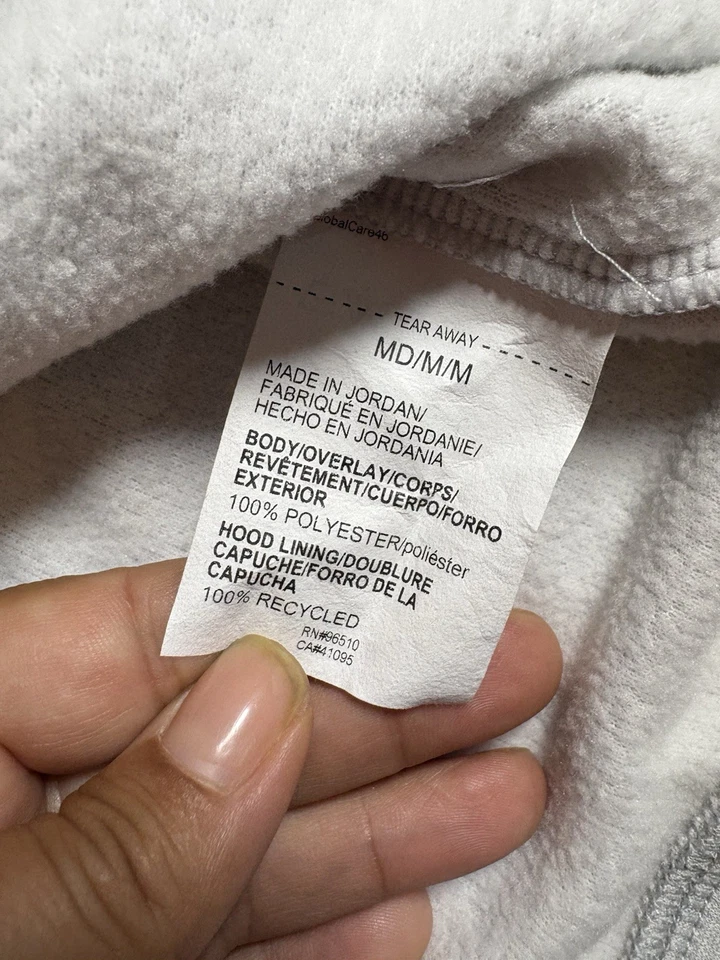 obalCare46
TEAR AWAY
MD/M/M
MADE IN JORDAN/
FABRIQUÉ EN JORDANIE/
HECHO EN JORDANIA
BODY/OVERLAY/CORPS/
REVÊTEMENT/CUERPO/FORRO
EXTERIOR
100% POLYESTER/poliéster
HOOD LINING/DOUBLURE
CAPUCHE/FORRO DE LA
CAPUCHA
100% RECYCLED
RN#96510
CA#41095